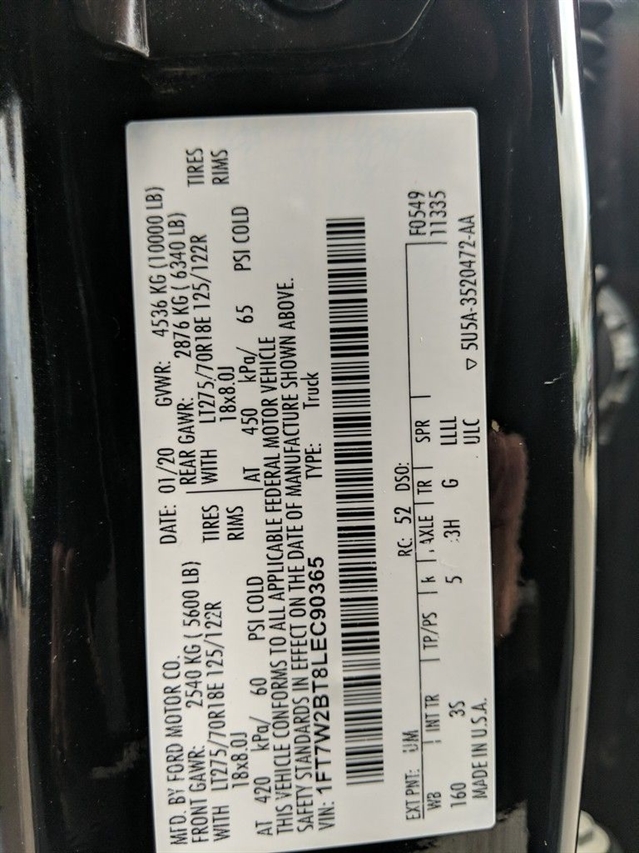 MFD. BY FORD MOTOR CO.
DATE: 01/20 GVWR: 4536 KG (10000 LB)
FRONT GAWR: 2540 KG ( 5600 LB) REAR GAWR: 2876 KG ( 6340 LB)
WITH LT275/70R18E 125/122R TIRES WITH LT275/70R18E 125/122R TIRES
18x8.0J RIMS 18x8.0J RIMS
AT 420 kPa/ 60 PSI COLD AT 450 kPa/ 65 PSI COLD
THIS VEHICLE CONFORMS TO ALL APPLICABLE FEDERAL MOTOR VEHICLE
SAFETY STANDARDS IN EFFECT ON THE DATE OF MANUFACTURE SHOWN ABOVE.
VIN: 1FT7W2BT8LEC90365 TYPE: Truck
EXT PNT: UM RC: 52 DSO: F0549
WB INT TR TP/PS R AXLE TR SPR 11335
160 3S 5 3H G LLLL
ULC
MADE IN U.S.A. ▽ 5U5A-3520472-AA